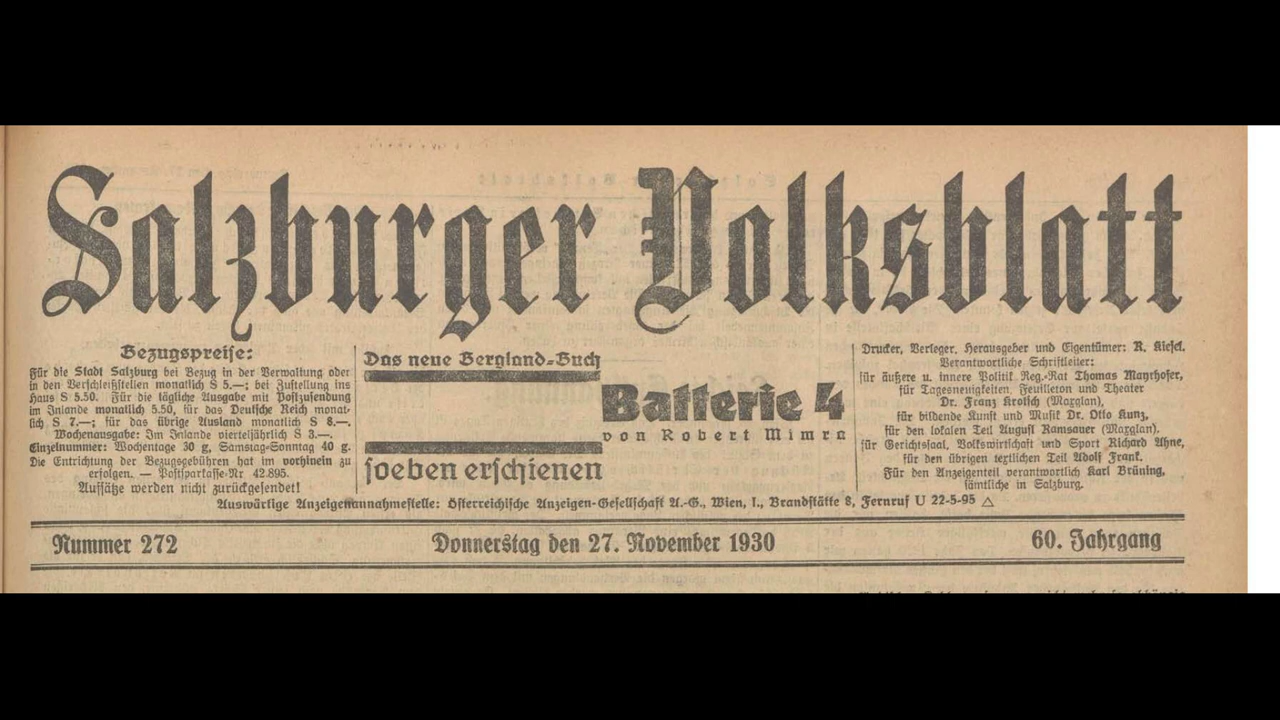 Salzburger Volksblatt
Bezugspreise:
Für die Stadt Salzburg bei Bezug in der Verwaltung oder
in den Verschleißstellen monatlich S 5.—; bei Zustellung ins
Haus S 5.50. Für die tägliche Ausgabe mit Postzusendung
im Inlande monatlich 5.50, für das Deutsche Reich monat-
lich S 7.—; für das übrige Ausland monatlich S 8.—.
Wochenausgabe: Im Inlande vierteljährlich S 3.—.
Einzelnummer: Wochentage 30 g, Samstag-Sonntag 40 g.
Die Entrichtung der Bezugsgebühren hat im vorhinein zu
erfolgen. — Postsparkasse-Nr 42.895.
Aufsätze werden nicht zurückgesendet!
Das neue Bergland-Buch
Batterie 4
von Robert Mimra
soeben erschienen
Drucker, Verleger, Herausgeber und Eigentümer: R. Kiesel.
Verantwortliche Schriftleiter:
für äußere u. innere Politik Reg.-Rat Thomas Mayrhofer,
für Tagesneuigkeiten, Feuilleton und Theater
Dr. Franz Krotsch (Maxglan),
für bildende Kunst und Musik Dr. Otto Kunz,
für den lokalen Teil August Ramsauer (Maxglan).
für Gerichtssaal, Volkswirtschaft und Sport Richard Ahne,
für den übrigen textlichen Teil Adolf Frank.
Für den Anzeigenteil verantwortlich Karl Brüning,
sämtliche in Salzburg.
Auswärtige Anzeigenannahmestelle: Österreichische Anzeigen-Gesellschaft A.-G., Wien, I., Brandstätte 8, Fernruf U 22-5-95 △
Nummer 272
Donnerstag den 27. November 1930
60. Jahrgang